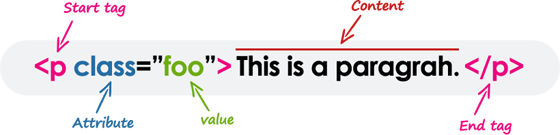 Start tag
Content
<p class="foo"> This is a paragrah. </p>
Attribute
value
End tag